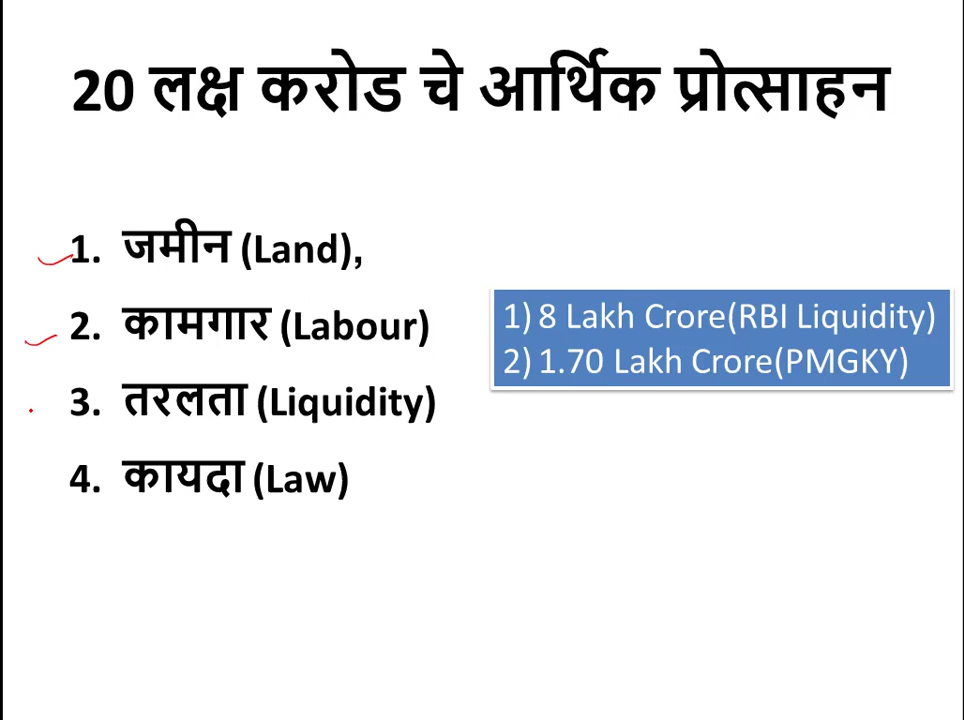 20 लक्ष करोड चे आर्थिक प्रोत्साहन
1. जमीन (Land),
2. कामगार (Labour)
3. तरलता (Liquidity)
4. कायदा (Law)
1) 8 Lakh Crore(RBI Liquidity)
2) 1.70 Lakh Crore(PMGKY)